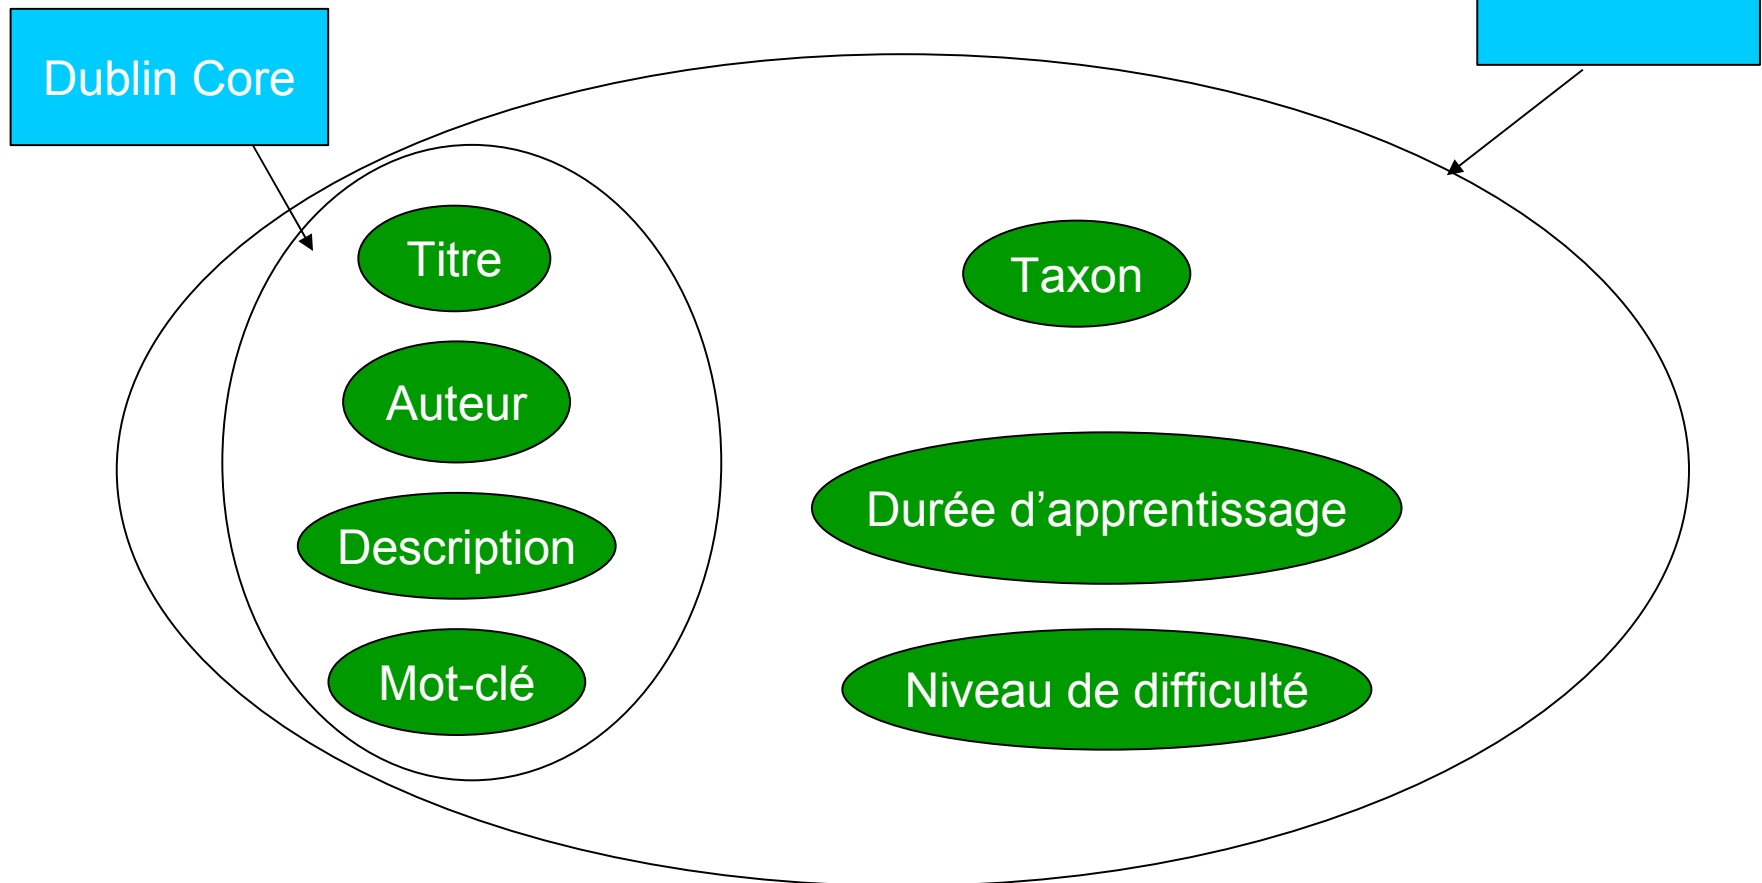 Dublin Core
Titre
Auteur
Description
Mot-clé
Taxon
Durée d’apprentissage
Niveau de difficulté